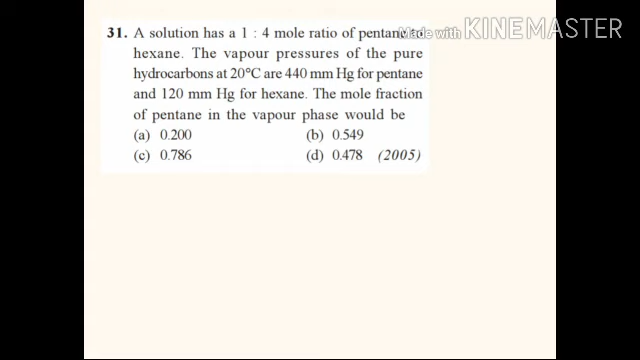 31. A solution has a 1 : 4 mole ratio of pentane to
Made with KINEMASTER
hexane. The vapour pressures of the pure
hydrocarbons at 20°C are 440 mm Hg for pentane
and 120 mm Hg for hexane. The mole fraction
of pentane in the vapour phase would be
(a) 0.200 (b) 0.549
(c) 0.786 (d) 0.478 (2005)